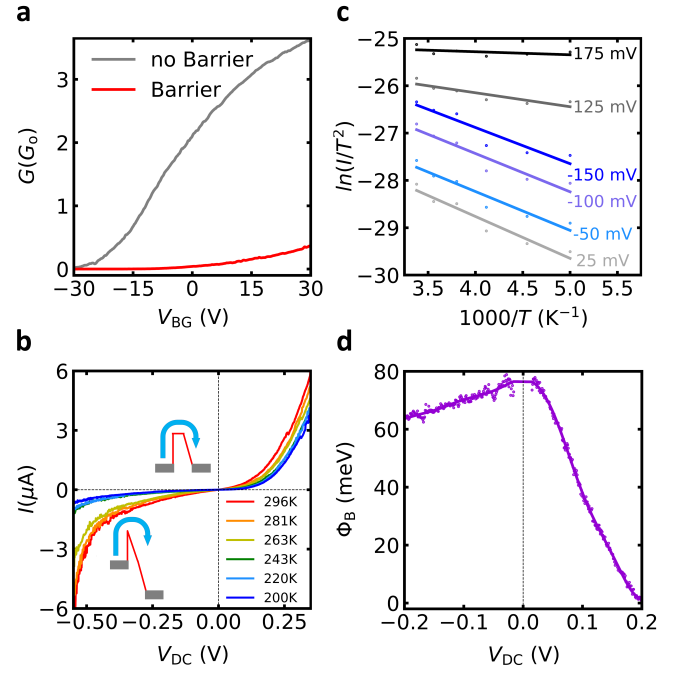 a
no Barrier
Barrier
G(G₀)
3
2
1
0
−30
−15
0
15
30
V_BG (V)
c
ln(I/T²)
−25
−26
−27
−28
−29
−30
175 mV
125 mV
-150 mV
-100 mV
-50 mV
25 mV
3.5
4.0
4.5
5.0
5.5
1000/T (K⁻¹)
b
I(μA)
6
3
0
−3
−6
296K
281K
263K
243K
220K
200K
−0.50
−0.25
0.00
0.25
V_DC (V)
d
Φ_B (meV)
80
60
40
20
0
−0.2
−0.1
0.0
0.1
0.2
V_DC (V)